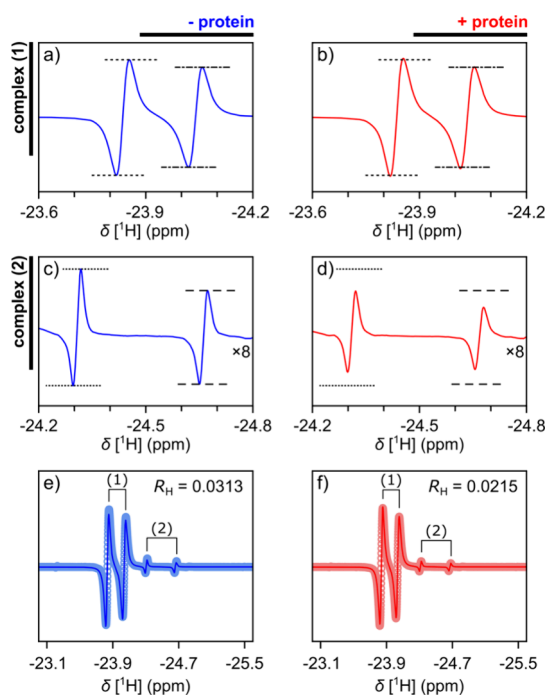 - protein
+ protein
complex (1)
a)
b)
-23.6 -23.9 -24.2
-23.6 -23.9 -24.2
δ [¹H] (ppm)
δ [¹H] (ppm)
complex (2)
c)
d)
×8
×8
-24.2 -24.5 -24.8
-24.2 -24.5 -24.8
δ [¹H] (ppm)
δ [¹H] (ppm)
e) (1) R_H = 0.0313
(2)
f) (1) R_H = 0.0215
(2)
-23.1 -23.9 -24.7 -25.5
-23.1 -23.9 -24.7 -25.5
δ [¹H] (ppm)
δ [¹H] (ppm)